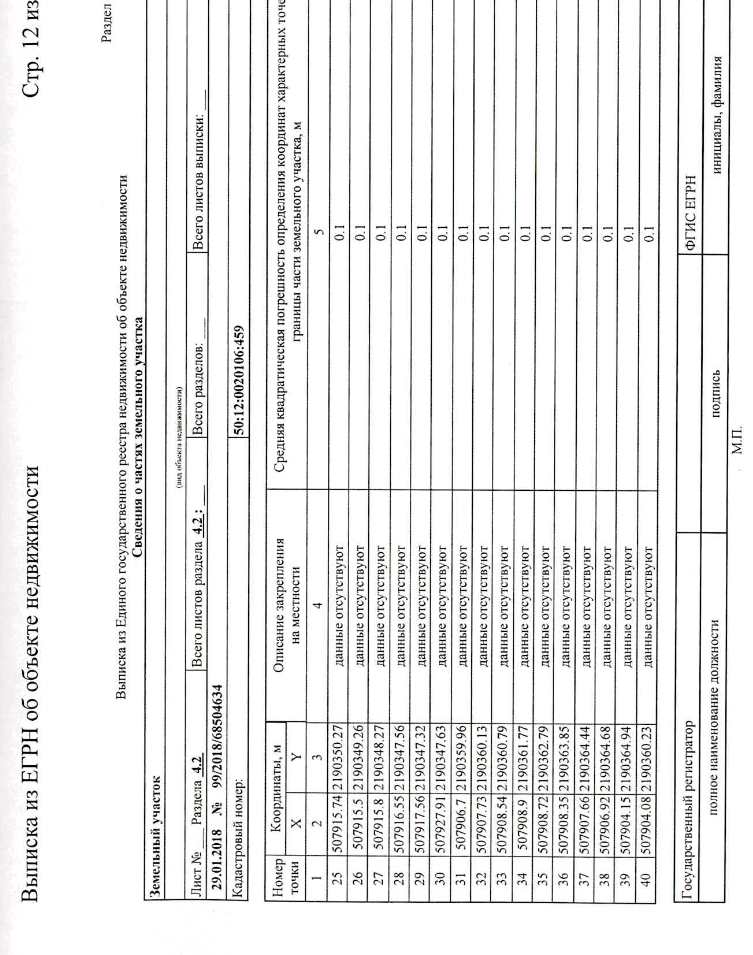 Выписка из ЕГРН об объекте недвижимости Стр. 12 из
Раздел
Выписка из Единого государственного реестра недвижимости об объекте недвижимости
Сведения о частях земельного участка
Земельный участок
(вид объекта недвижимости)
Лист № Раздела 4.2 Всего листов раздела 4.2 : __ Всего разделов: __ Всего листов выписки: __
29.01.2018 № 99/2018/68504634
Кадастровый номер: 50:12:0020106:459
Номер точки Координаты, м Описание закрепления на местности Средняя квадратическая погрешность определения координат характерных точе
границы части земельного участка, м
X Y
1 2 3 4 5
25 507915.74 2190350.27 данные отсутствуют 0.1
26 507915.5 2190349.26 данные отсутствуют 0.1
27 507915.8 2190348.27 данные отсутствуют 0.1
28 507916.55 2190347.56 данные отсутствуют 0.1
29 507917.56 2190347.32 данные отсутствуют 0.1
30 507927.91 2190347.63 данные отсутствуют 0.1
31 507906.7 2190359.96 данные отсутствуют 0.1
32 507907.73 2190360.13 данные отсутствуют 0.1
33 507908.54 2190360.79 данные отсутствуют 0.1
34 507908.9 2190361.77 данные отсутствуют 0.1
35 507908.72 2190362.79 данные отсутствуют 0.1
36 507908.35 2190363.85 данные отсутствуют 0.1
37 507907.66 2190364.44 данные отсутствуют 0.1
38 507906.92 2190364.68 данные отсутствуют 0.1
39 507904.15 2190364.94 данные отсутствуют 0.1
40 507904.08 2190360.23 данные отсутствуют 0.1
Государственный регистратор ФГИС ЕГРН
полное наименование должности подпись инициалы, фамилия
М.П.